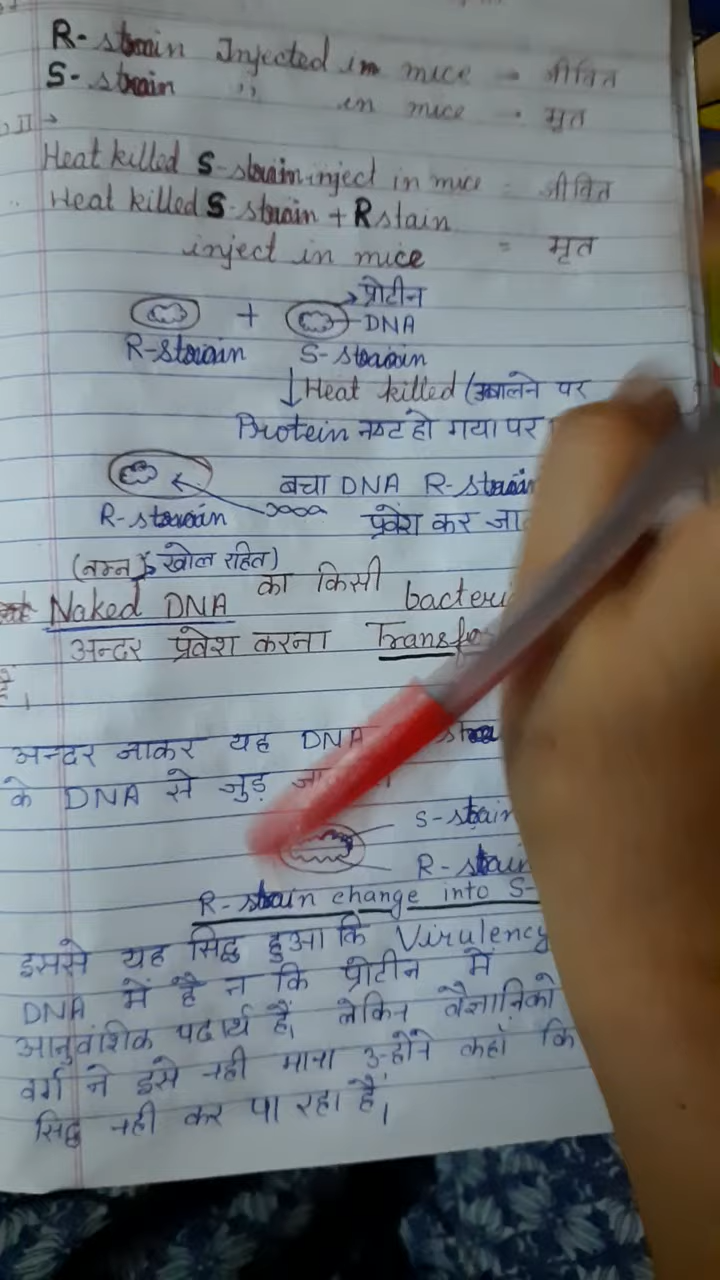 R-strain Injected in mice - जीवित
S-strain " in mice - मृत
II →
Heat killed S-strain inject in mice = जीवित
Heat killed S-strain + R stain
inject in mice = मृत
→ प्रोटीन
+ DNA
R-strain S-strain
↓ Heat killed (उबालने पर
Protein नष्ट हो गया पर
बचा DNA R-strain
R-strain प्रवेश कर जा
(नग्न खोल रहित)
Naked DNA का किसी bacteri
अन्दर प्रवेश करना Transfo
है।
अन्दर जाकर यह DNA
के DNA से जुड़
S-strain
R-strain
R-strain change into S-
इससे यह सिद्ध हुआ कि Virulency
DNA में है न कि प्रोटीन में
आनुवांशिक पदार्थ हैं, लेकिन वैज्ञानिको
वर्ग ने इसे नही माना उन्होंने कहाँ कि
सिद्ध नही कर पा रहा है।